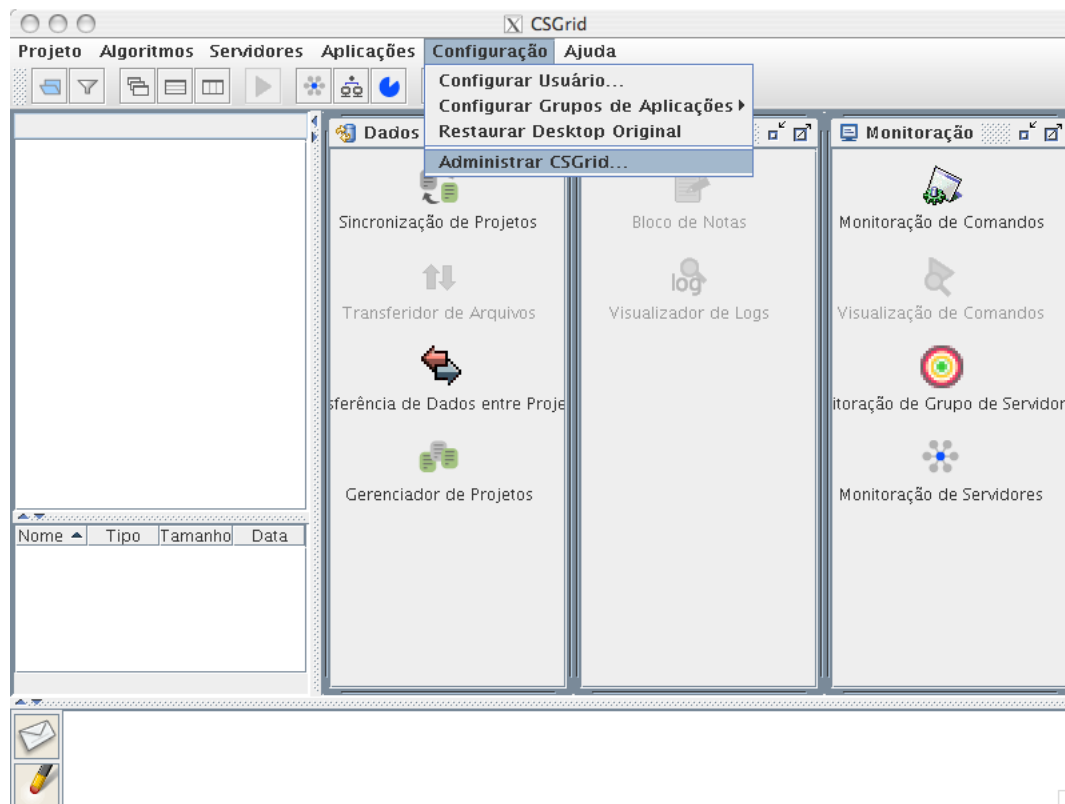 CSGrid
Projeto Algoritmos Servidores Aplicações Configuração Ajuda
Configurar Usuário...
Configurar Grupos de Aplicações
Restaurar Desktop Original
Administrar CSGrid...
Dados
Monitoração
Sincronização de Projetos
Bloco de Notas
Monitoração de Comandos
log
Transferidor de Arquivos
Visualizador de Logs
Visualização de Comandos
sferência de Dados entre Proje
itoração de Grupo de Servidor
Gerenciador de Projetos
Monitoração de Servidores
Nome Tipo Tamanho Data